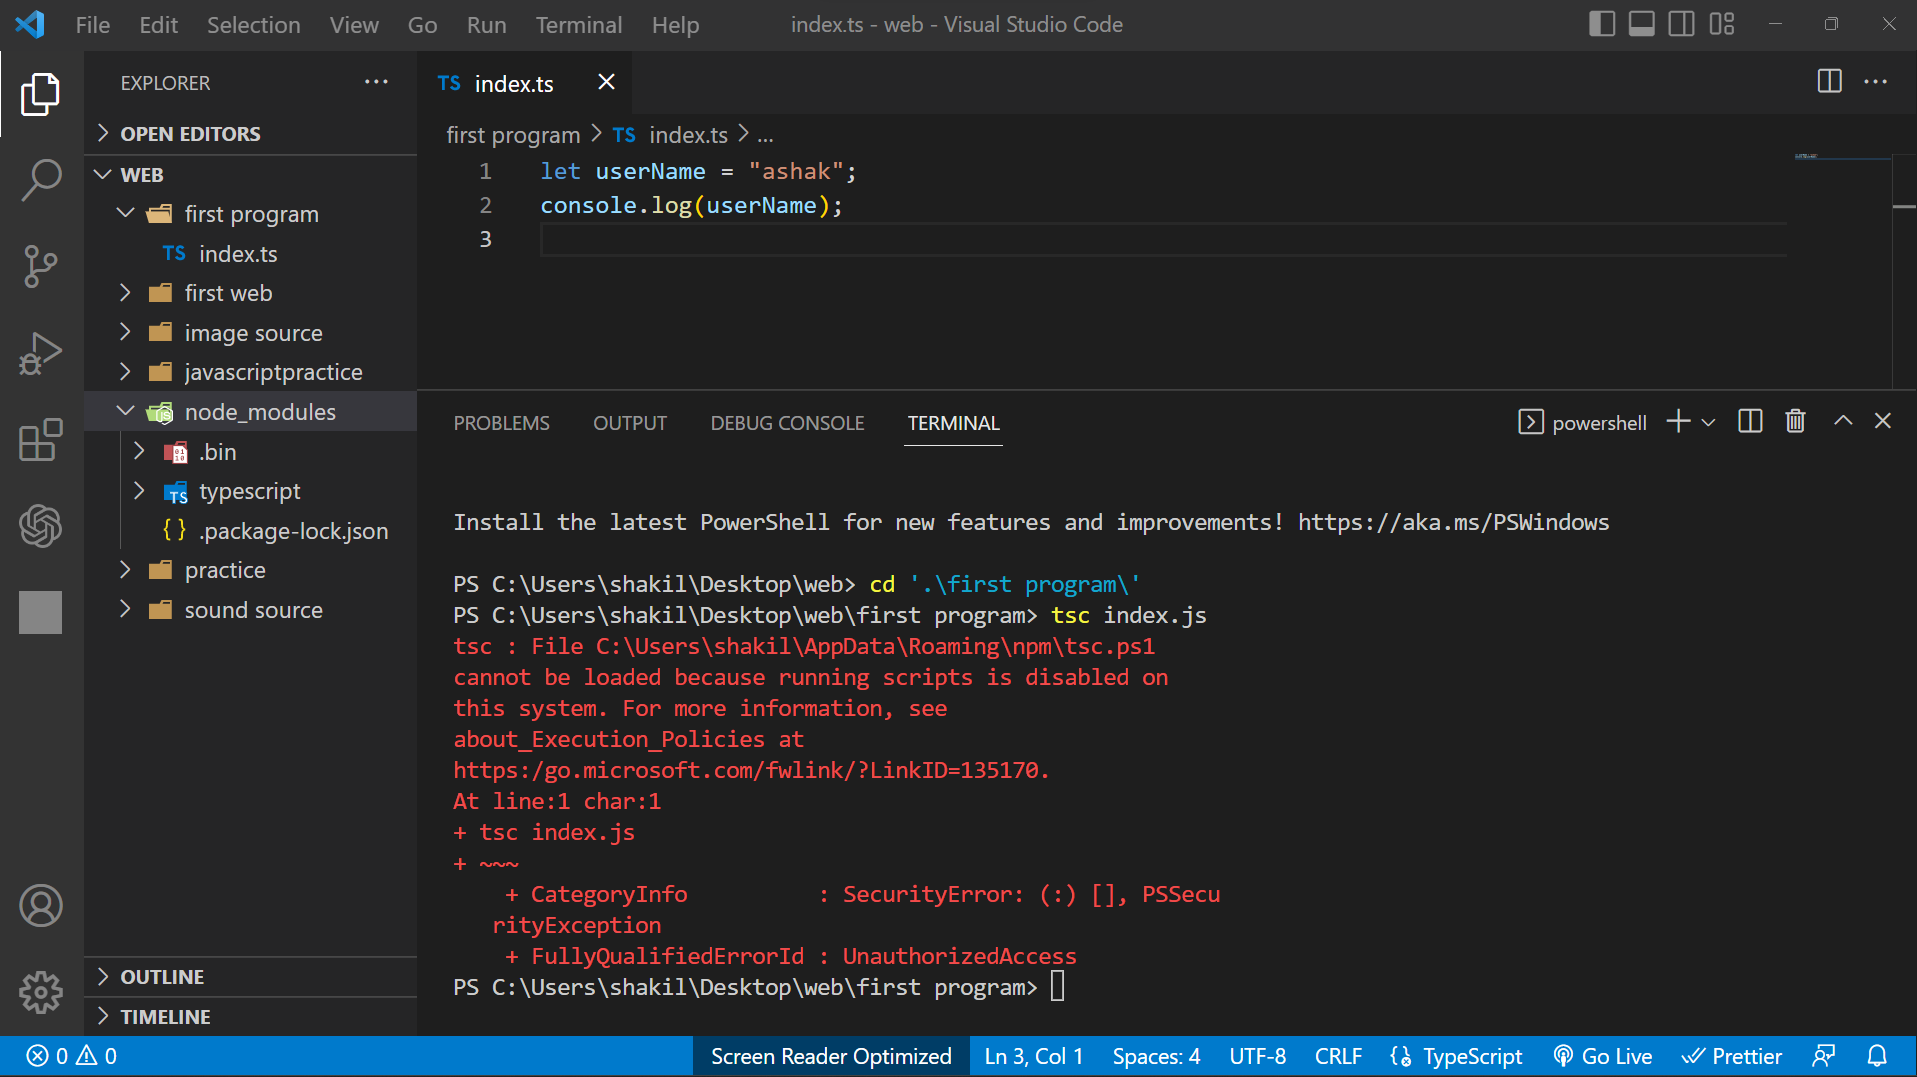 File Edit Selection View Go Run Terminal Help index.ts - web - Visual Studio Code
EXPLORER
OPEN EDITORS
WEB
first program
TS index.ts
first web
image source
javascriptpractice
node_modules
.bin
typescript
{ } .package-lock.json
practice
sound source
OUTLINE
TIMELINE
TS index.ts
first program > TS index.ts > ...
1 let userName = "ashak";
2 console.log(userName);
3
PROBLEMS OUTPUT DEBUG CONSOLE TERMINAL powershell
Install the latest PowerShell for new features and improvements! https://aka.ms/PSWindows
PS C:\Users\shakil\Desktop\web> cd '.\first program\'
PS C:\Users\shakil\Desktop\web\first program> tsc index.js
tsc : File C:\Users\shakil\AppData\Roaming\npm\tsc.ps1
cannot be loaded because running scripts is disabled on
this system. For more information, see
about_Execution_Policies at
https:/go.microsoft.com/fwlink/?LinkID=135170.
At line:1 char:1
+ tsc index.js
+ ~~~
+ CategoryInfo : SecurityError: (:) [], PSSecu
rityException
+ FullyQualifiedErrorId : UnauthorizedAccess
PS C:\Users\shakil\Desktop\web\first program>
0 0 Screen Reader Optimized Ln 3, Col 1 Spaces: 4 UTF-8 CRLF TypeScript Go Live Prettier